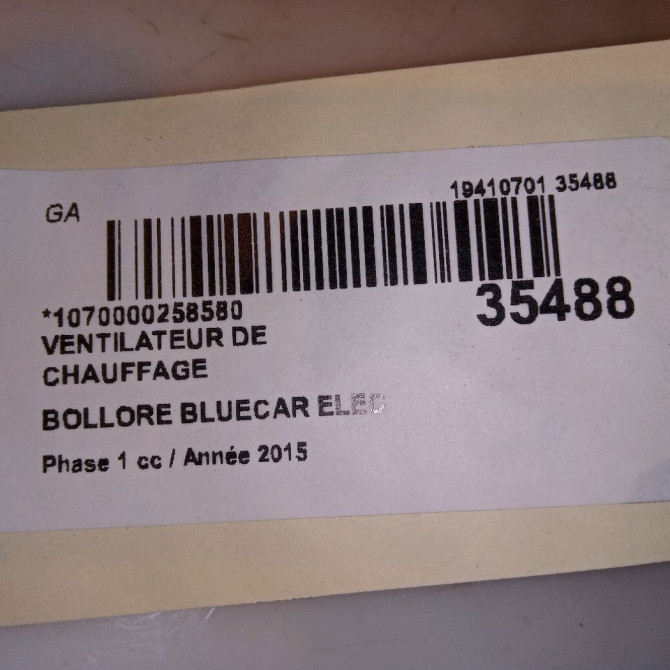 19410701 35488
GA
*1070000258580
35488
VENTILATEUR DE
CHAUFFAGE
BOLLORE BLUECAR ELEC
Phase 1 cc / Année 2015